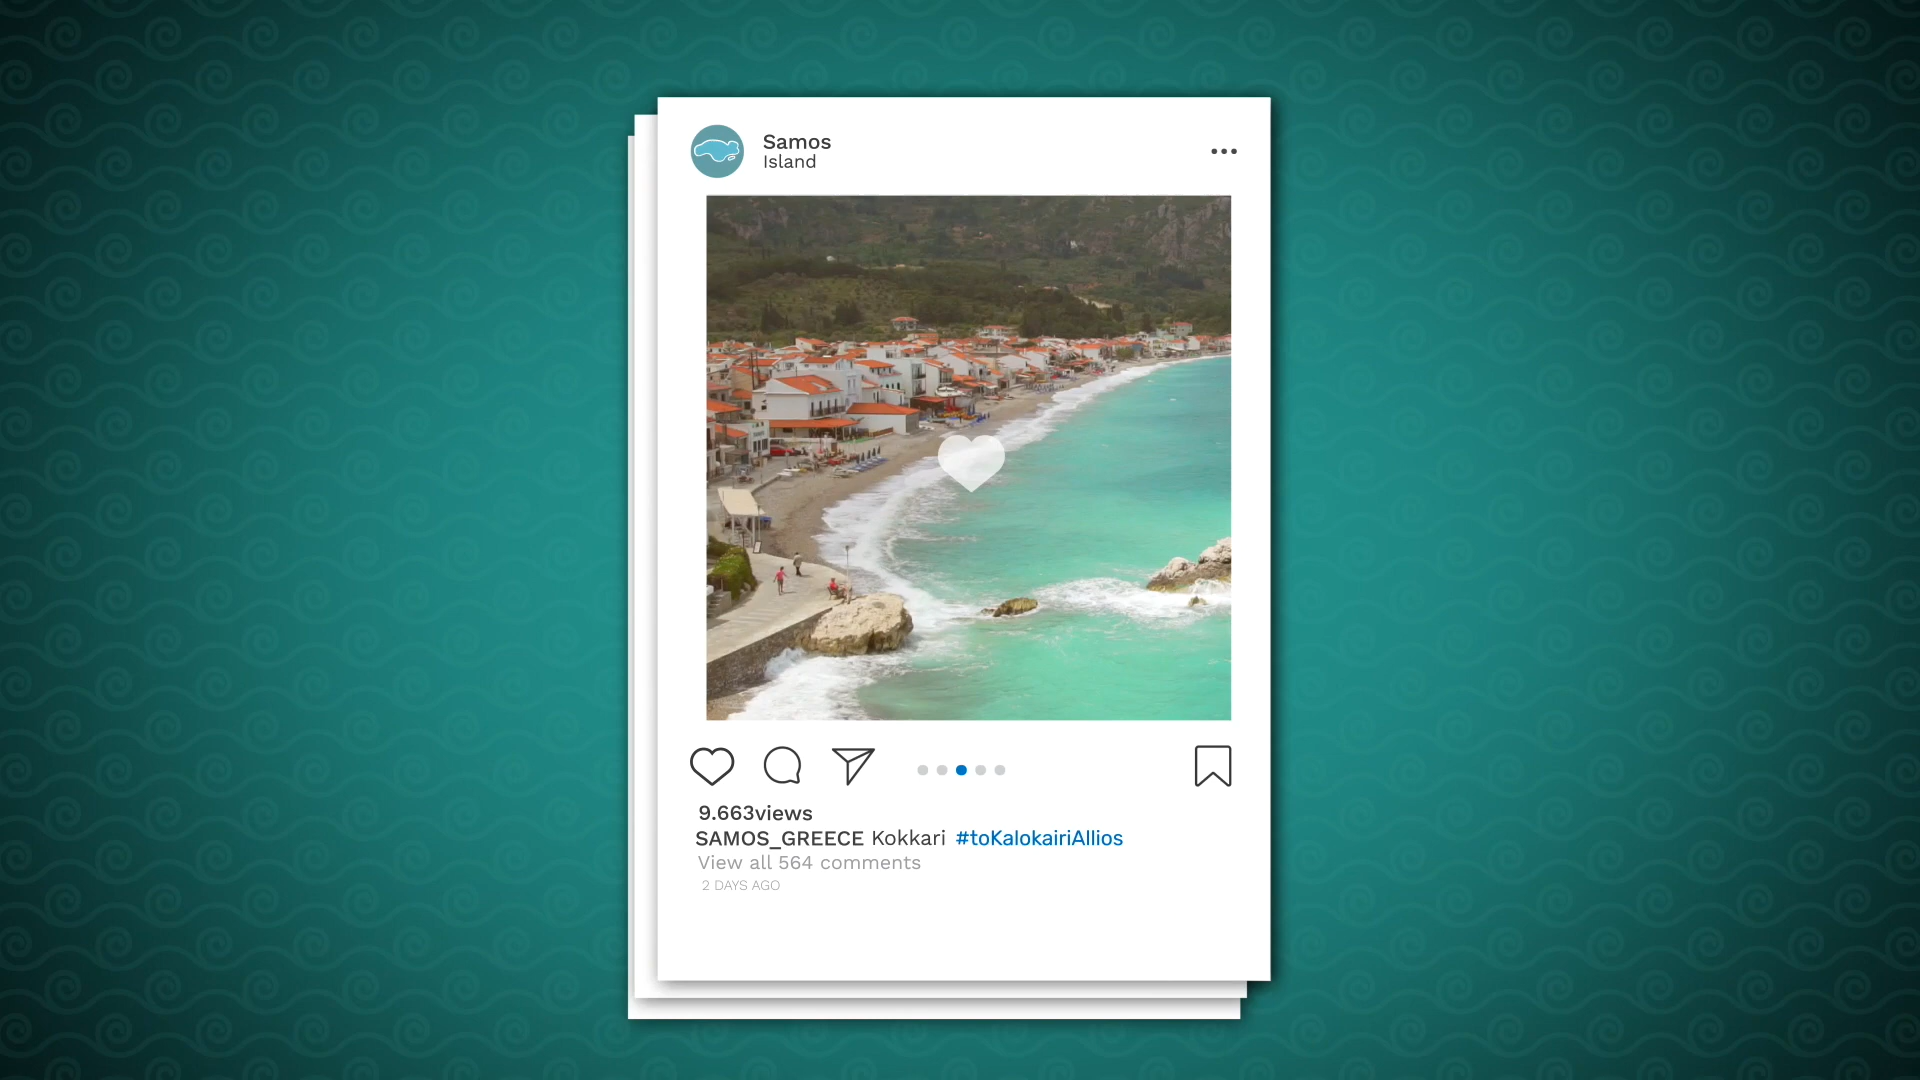 Samos
Island
9.663views
SAMOS_GREECE Kokkari #toKalokairiAllios
View all 564 comments
2 DAYS AGO